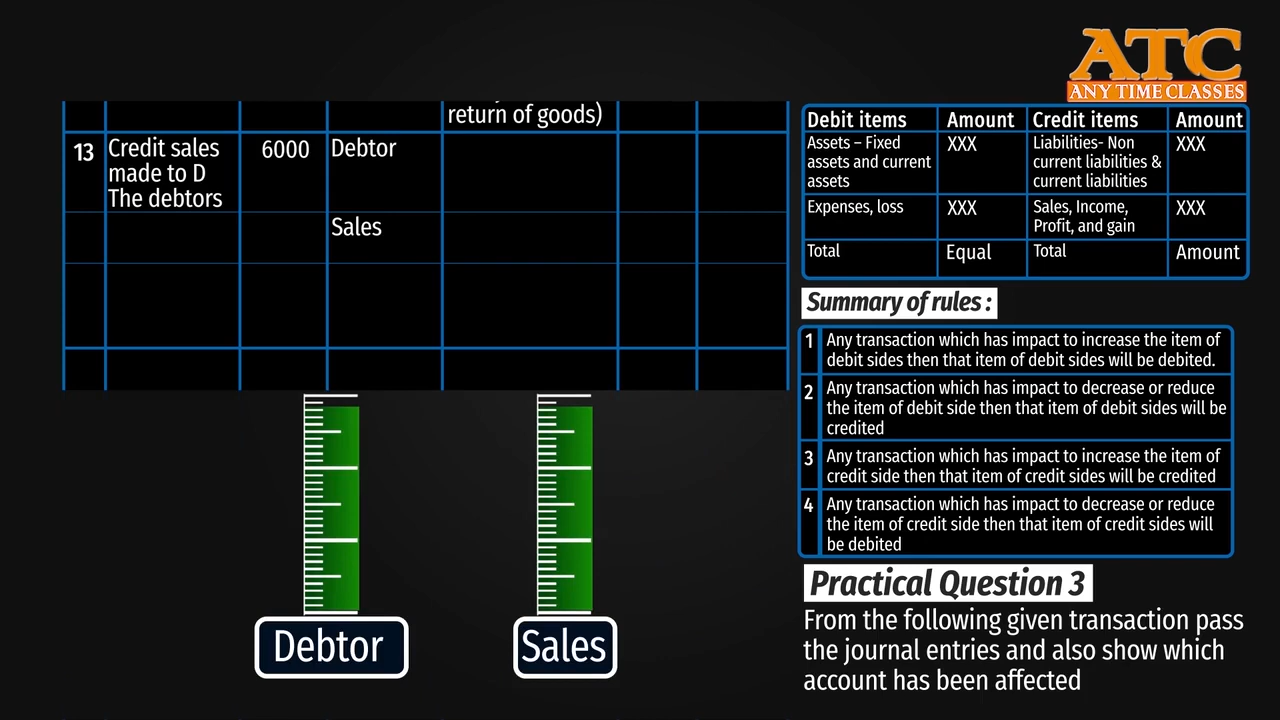 ATC
ANY TIME CLASSES
return of goods)
13 Credit sales 6000 Debtor
made to D
The debtors
Sales
Debtor
Sales
Debit items Amount Credit items Amount
Assets – Fixed XXX Liabilities- Non XXX
assets and current current liabilities &
assets current liabilities
Expenses, loss XXX Sales, Income, XXX
Profit, and gain
Total Equal Total Amount
Summary of rules :
1 Any transaction which has impact to increase the item of
debit sides then that item of debit sides will be debited.
2 Any transaction which has impact to decrease or reduce
the item of debit side then that item of debit sides will be
credited
3 Any transaction which has impact to increase the item of
credit side then that item of credit sides will be credited
4 Any transaction which has impact to decrease or reduce
the item of credit side then that item of credit sides will
be debited
Practical Question 3
From the following given transaction pass
the journal entries and also show which
account has been affected